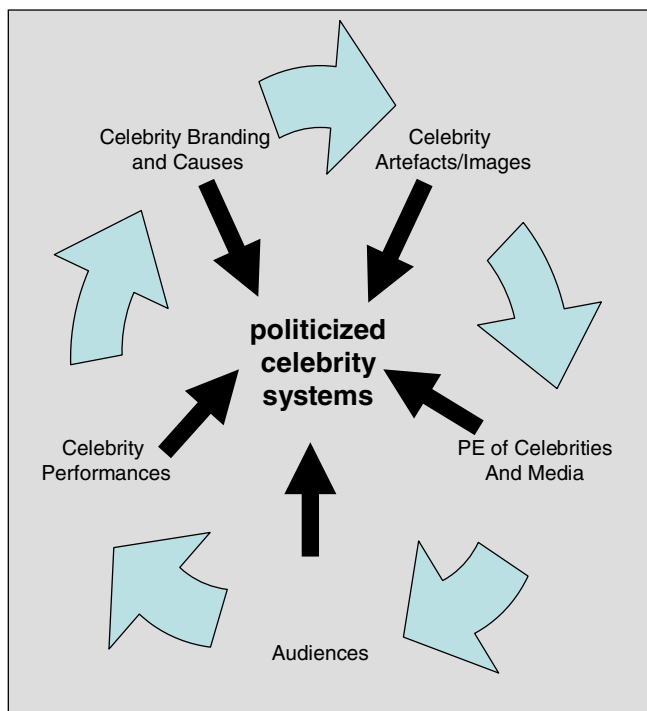 Celebrity Branding
and Causes
Celebrity
Artefacts/Images
politicized
celebrity
systems
Celebrity
Performances
PE of Celebrities
And Media
Audiences